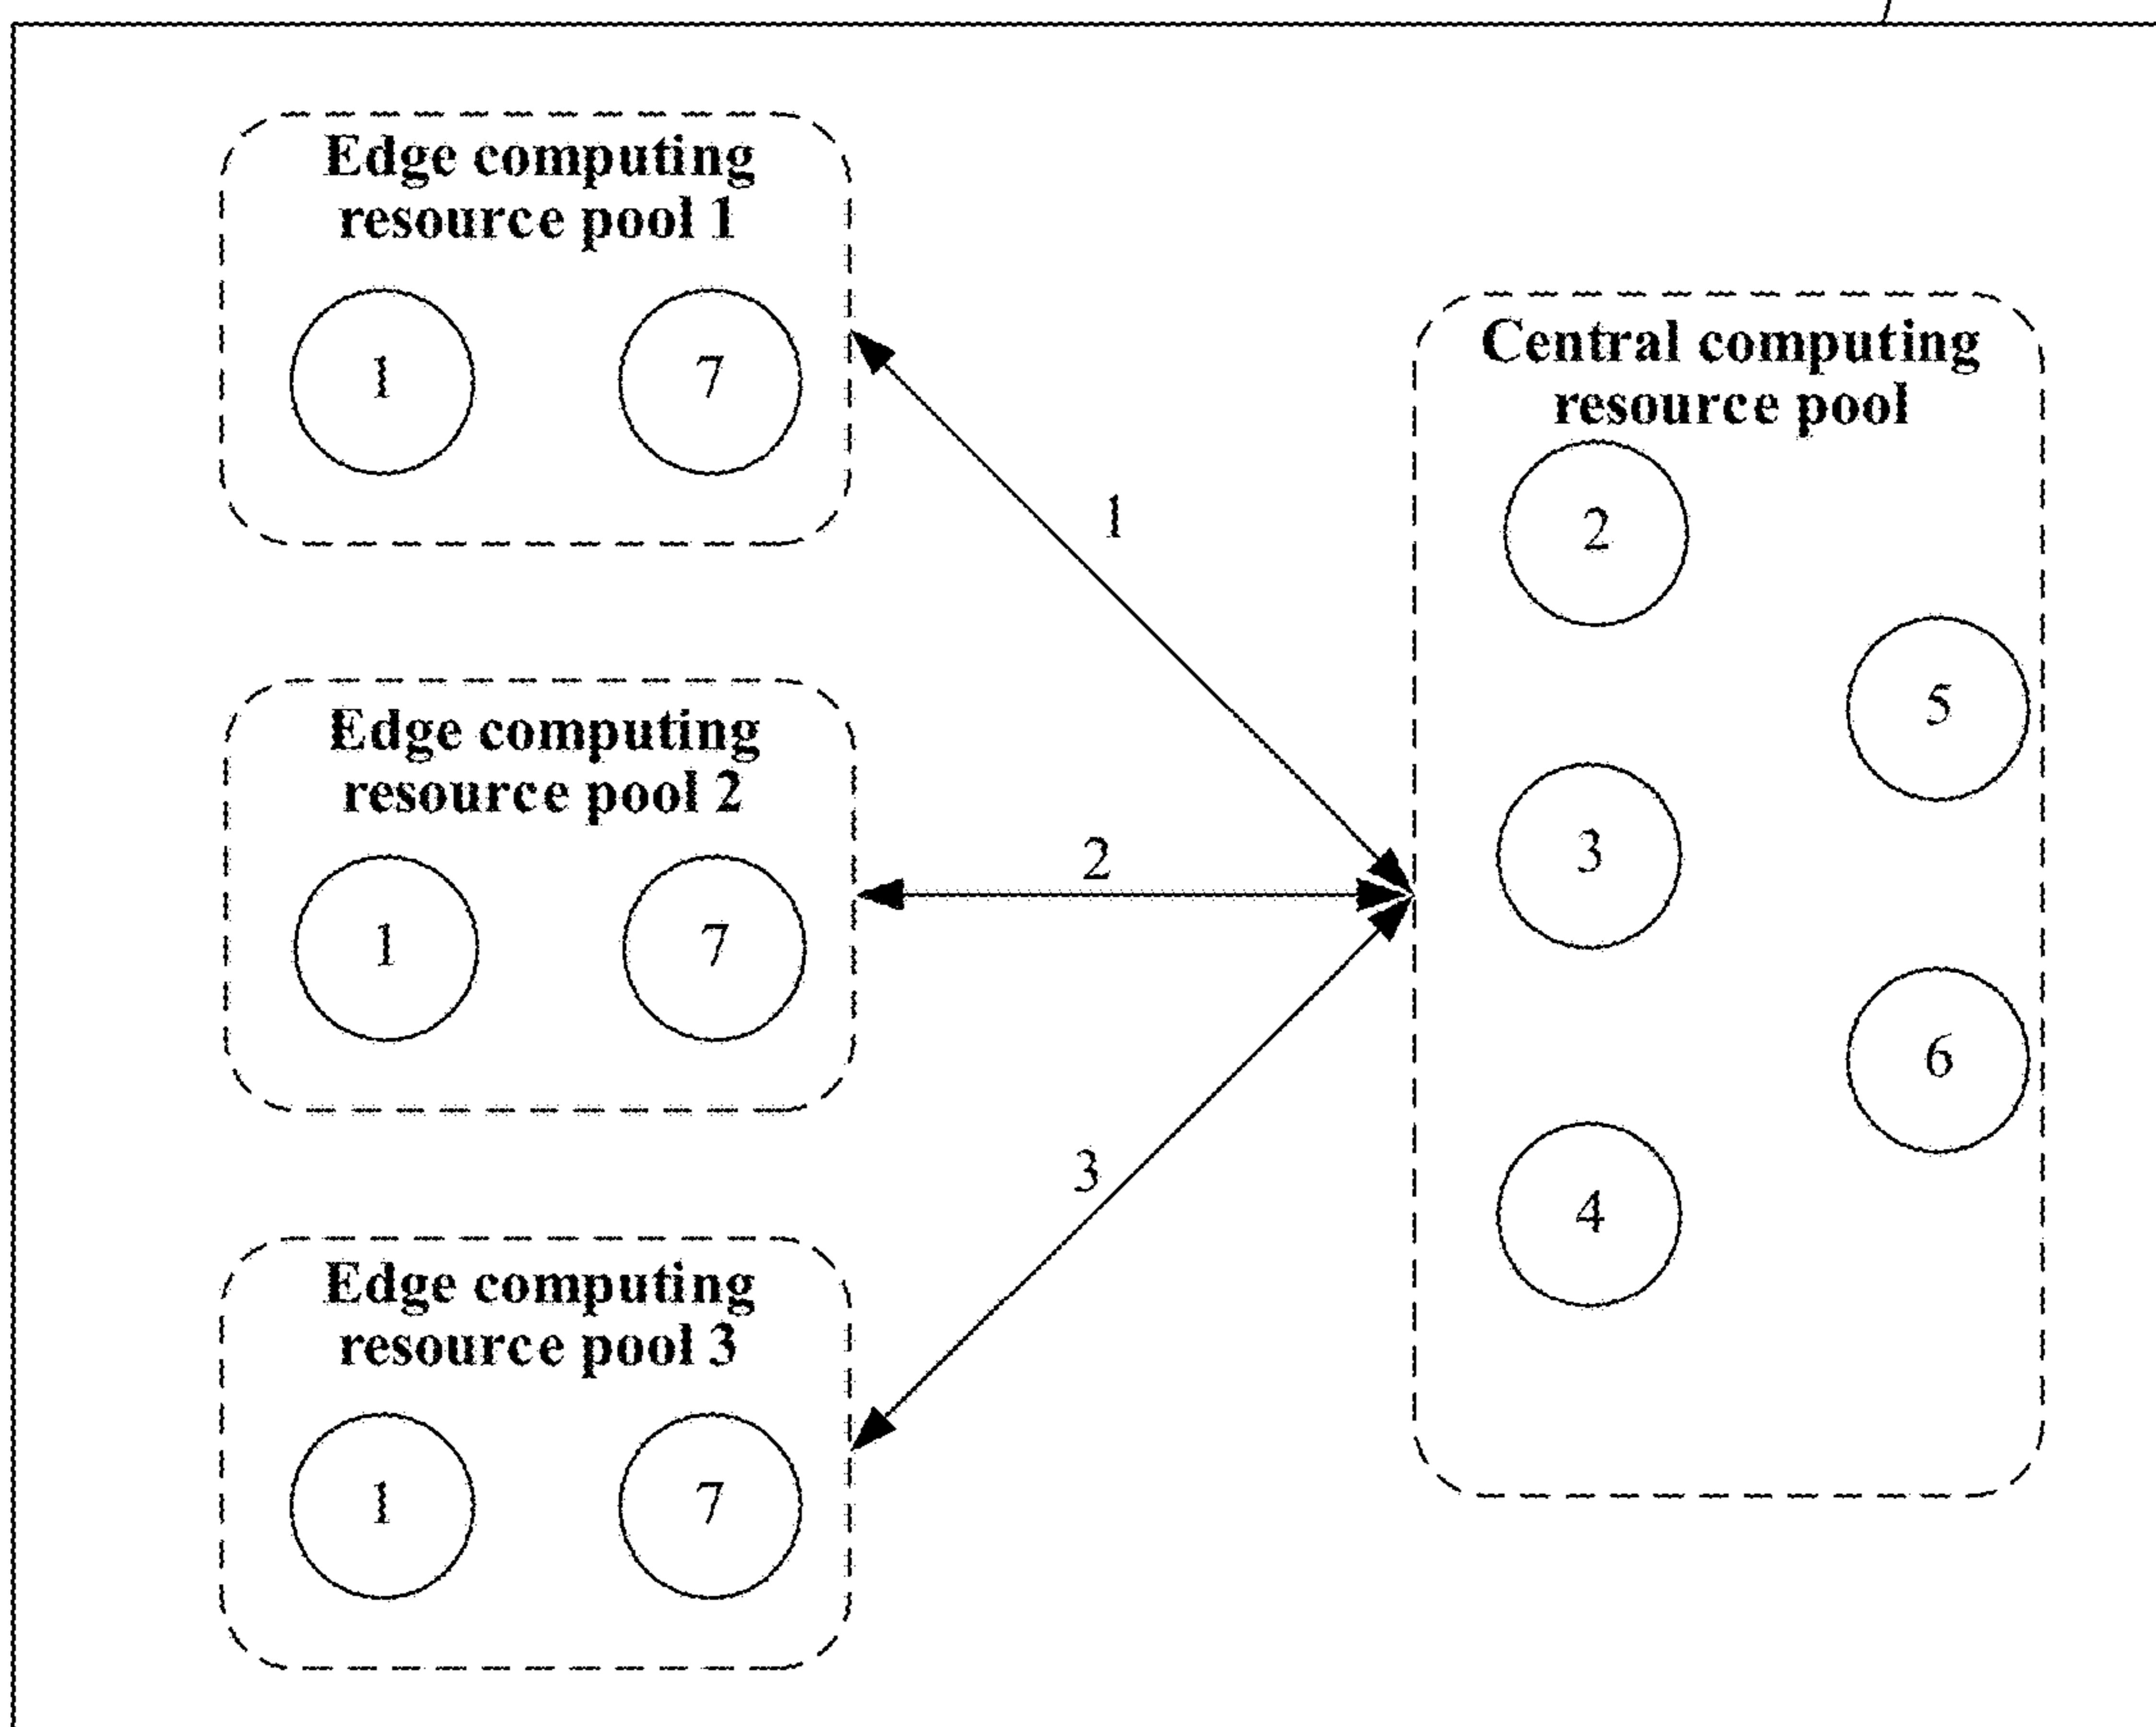 Edge computing
resource pool 1
1
7
Edge computing
resource pool 2
1
7
Edge computing
resource pool 3
1
7
1
2
3
Central computing
resource pool
2
5
3
6
4